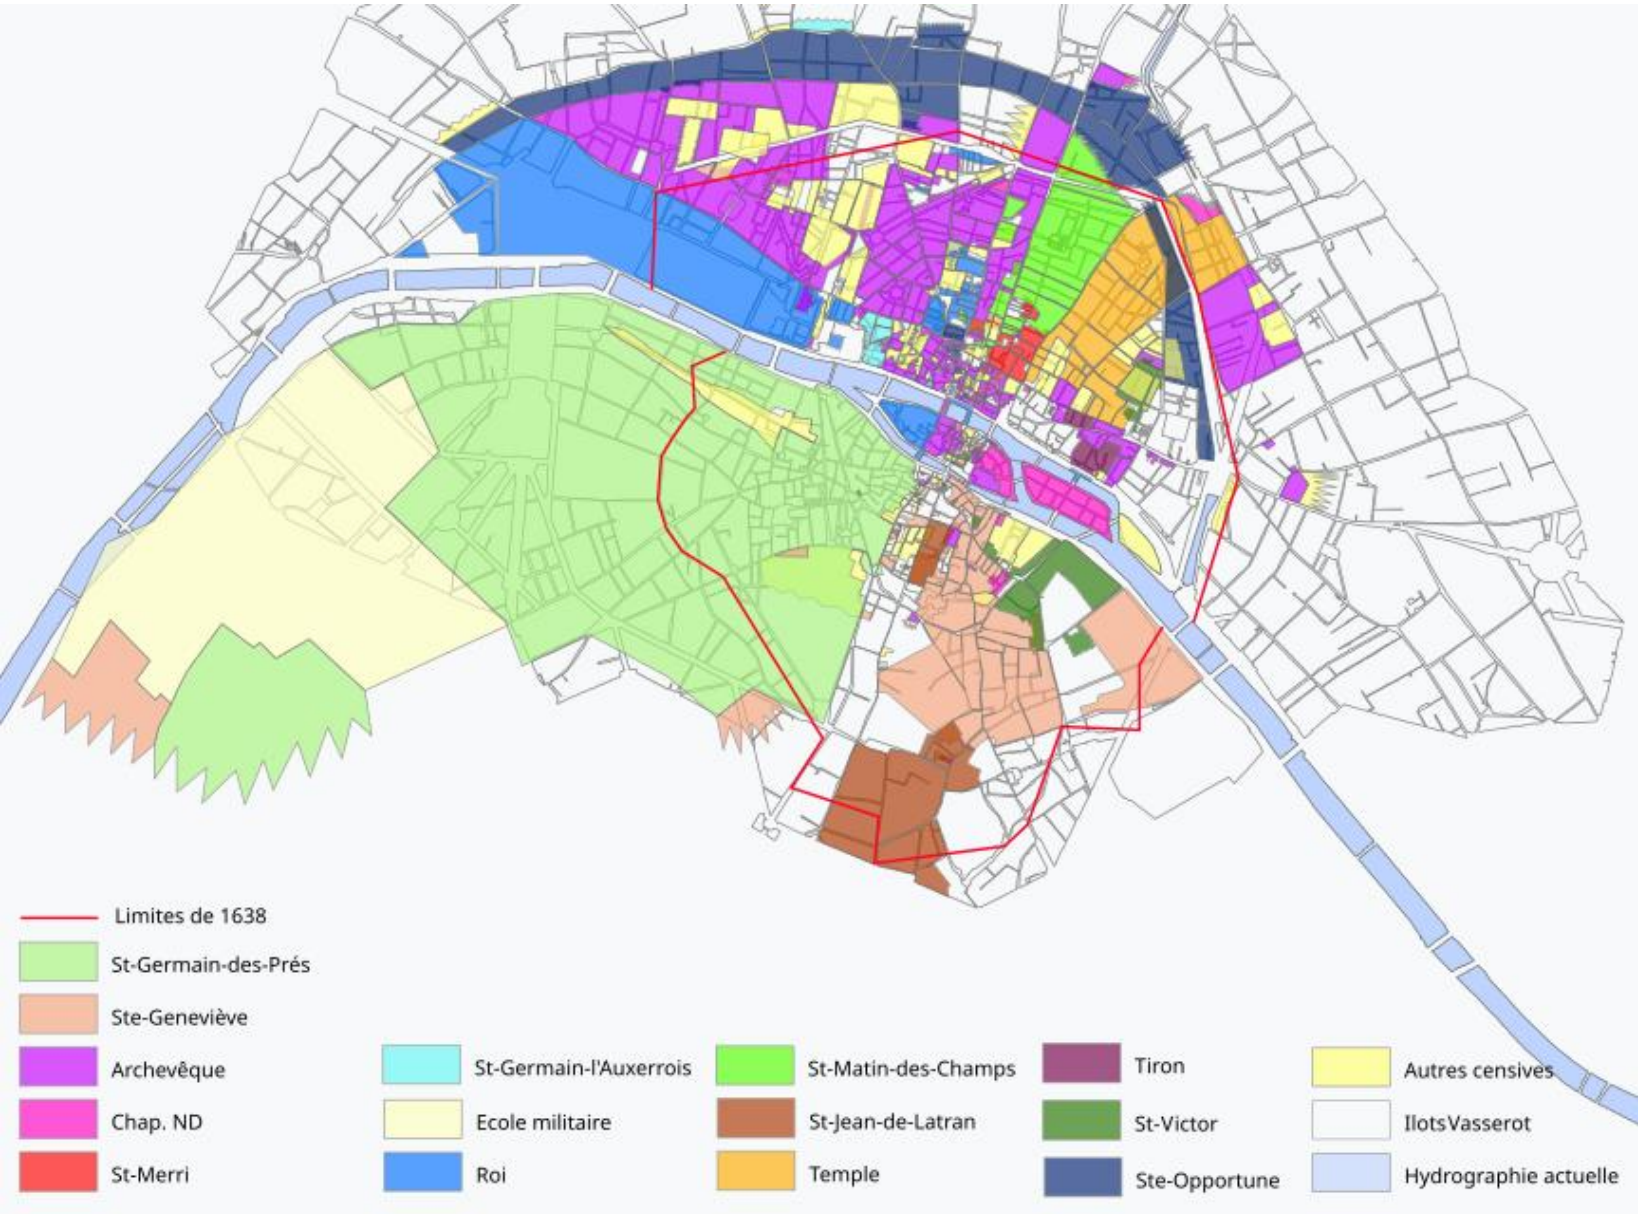 Limites de 1638
St-Germain-des-Prés
Ste-Geneviève
Archevêque
Chap. ND
St-Merri
St-Germain-l'Auxerrois
Ecole militaire
Roi
St-Matin-des-Champs
St-Jean-de-Latran
Temple
Tiron
St-Victor
Ste-Opportune
Autres censives
IlotsVasserot
Hydrographie actuelle